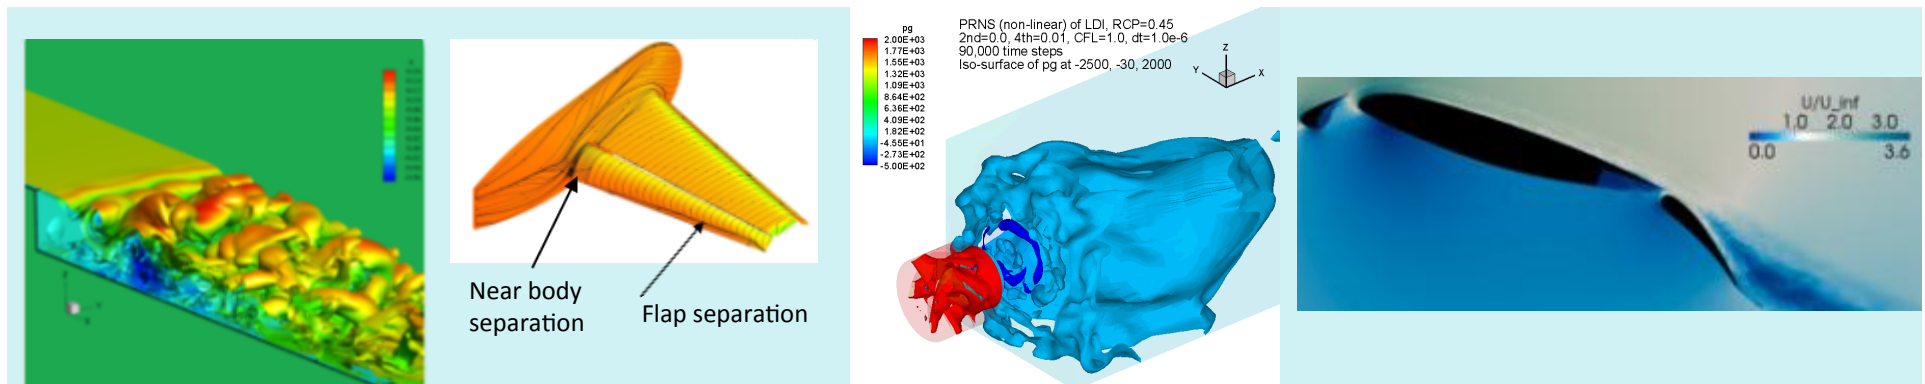 Near body
separation
Flap separation
pg
2.00E+03
1.77E+03
1.55E+03
1.32E+03
1.09E+03
8.64E+02
6.36E+02
4.09E+02
1.82E+02
-4.55E+01
-2.73E+02
-5.00E+02
PRNS (non-linear) of LDI, RCP=0.45
2nd=0.0, 4th=0.01, CFL=1.0, dt=1.0e-6
90,000 time steps
Iso-surface of pg at -2500, -30, 2000
Z
Y
X
U/U_inf
1.0 2.0 3.0
0.0 3.6